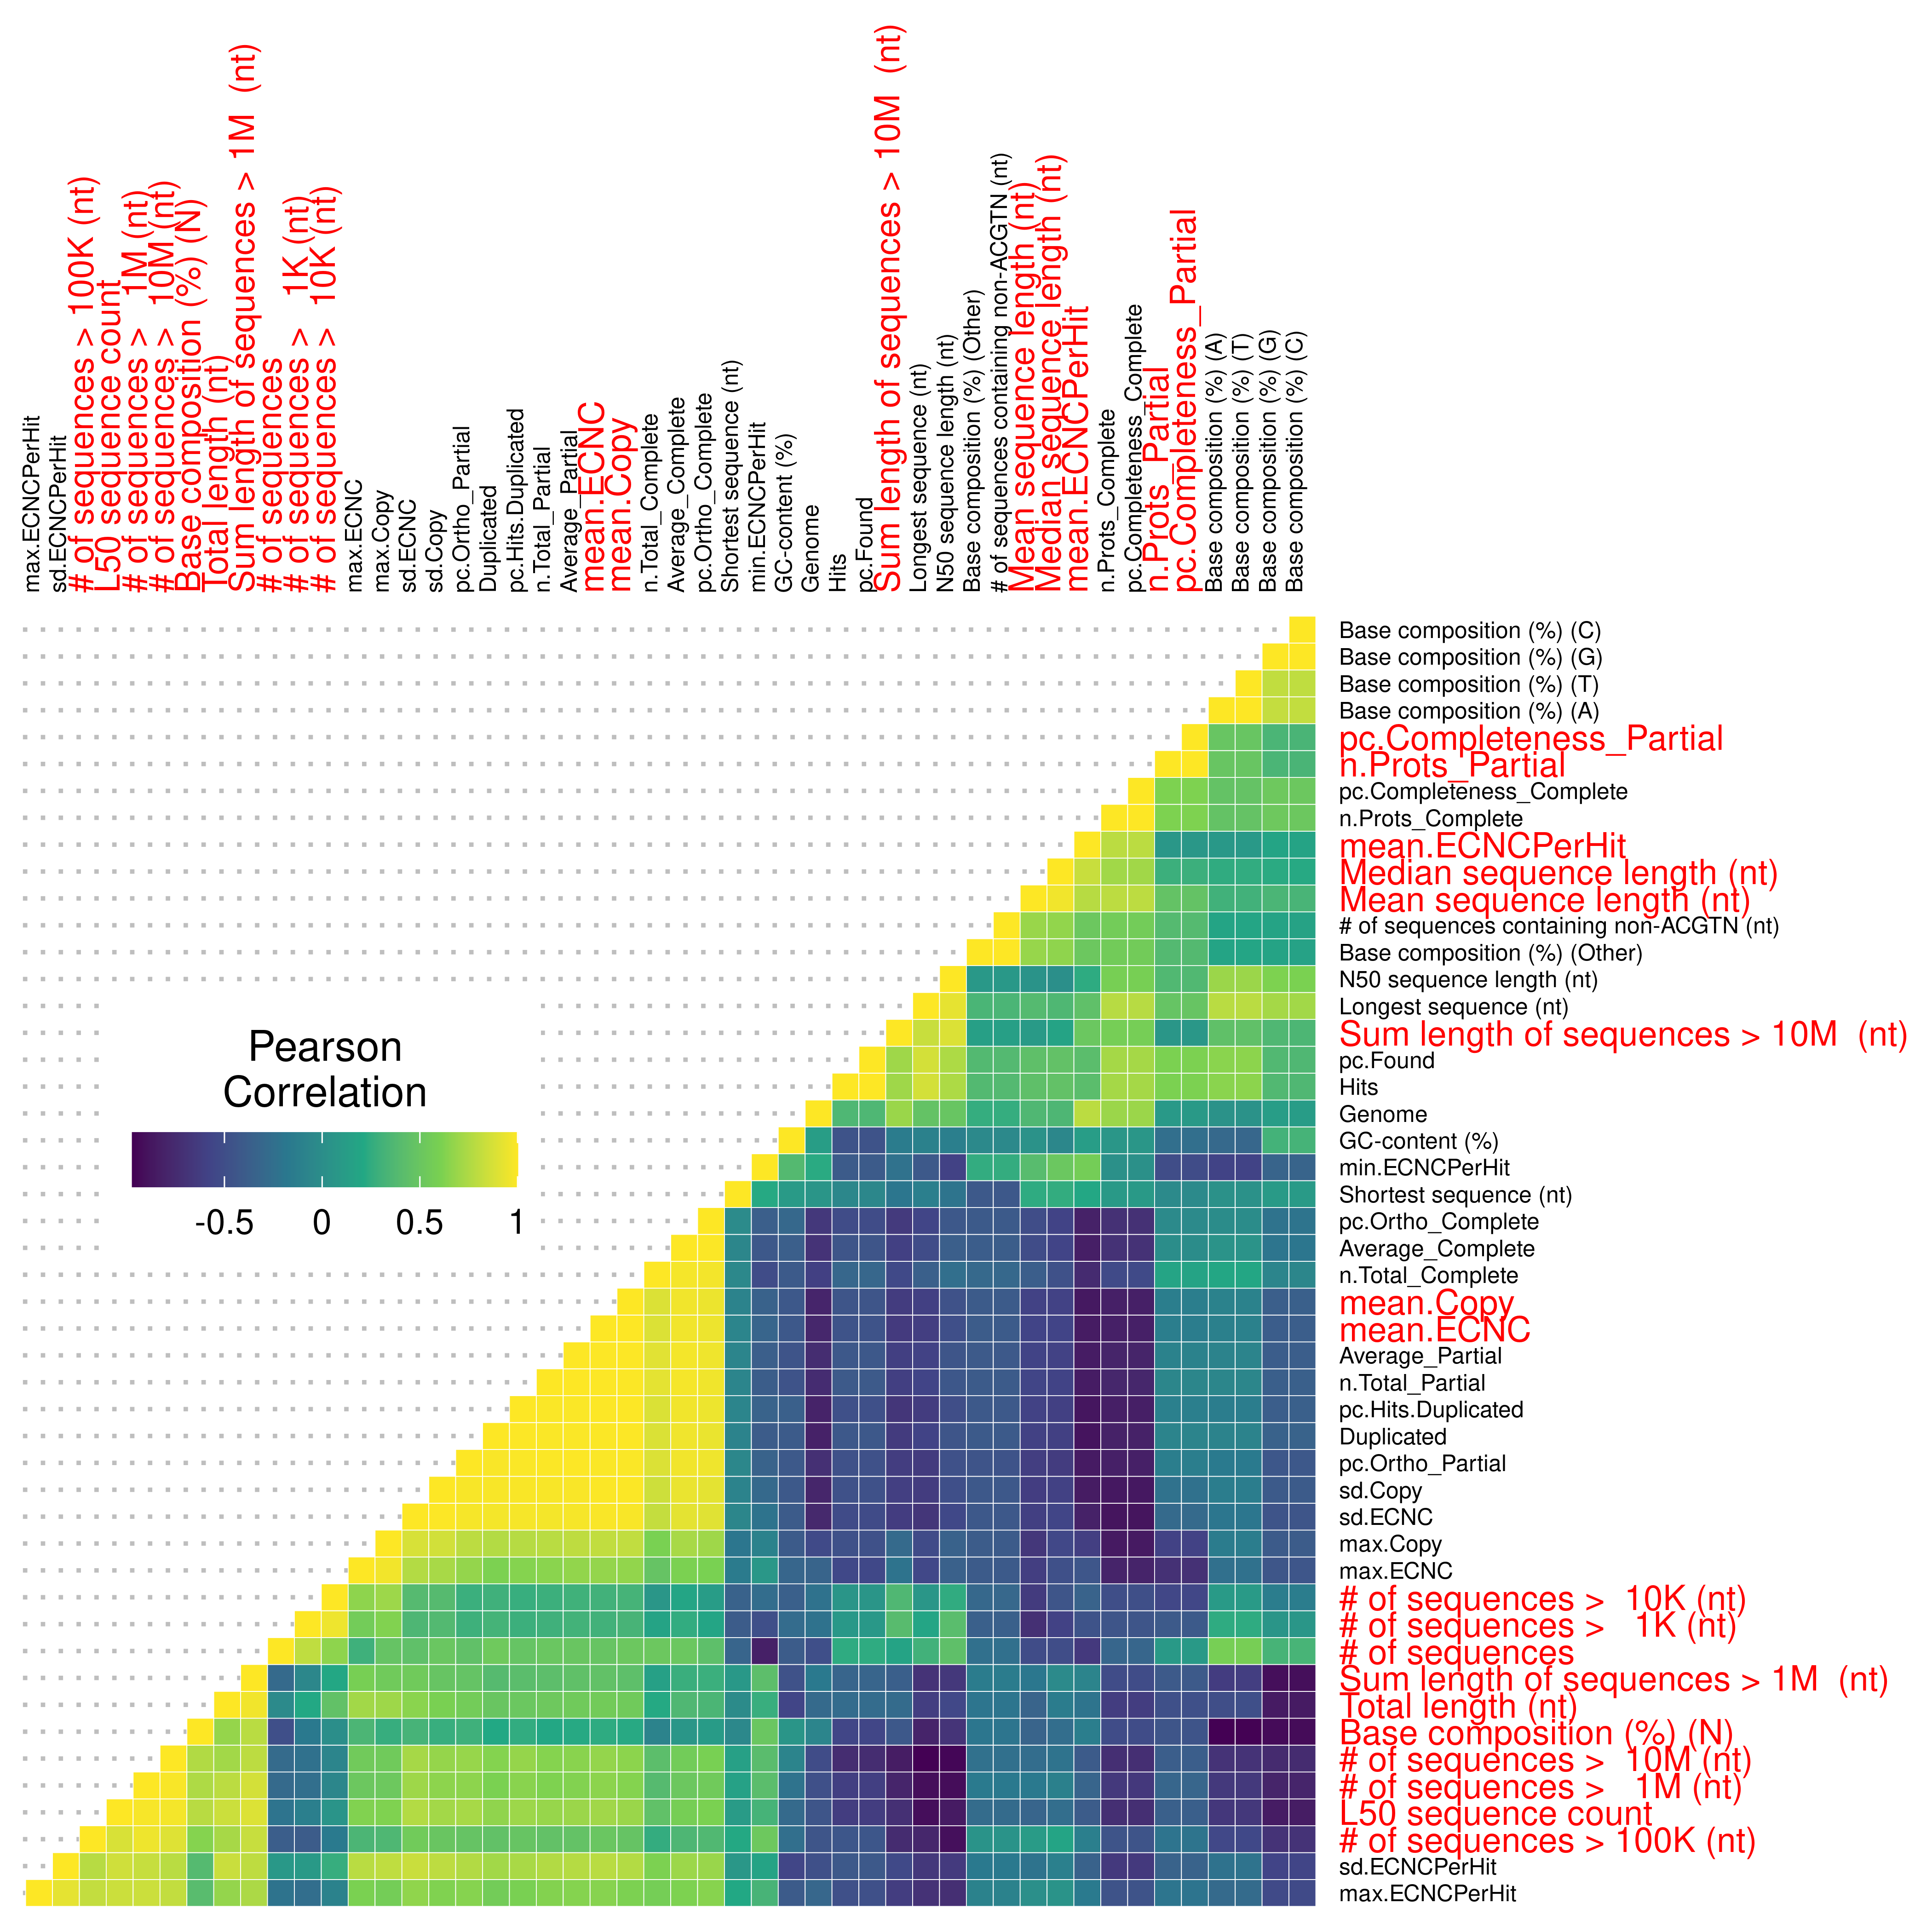 max.ECNCPerHit
sd.ECNCPerHit
# of sequences > 100K (nt)
L50 sequence count
# of sequences >   1M (nt)
# of sequences >  10M (nt)
Base composition (%) (N)
Total length (nt)
Sum length of sequences > 1M  (nt)
# of sequences
# of sequences >   1K (nt)
# of sequences >  10K (nt)
max.ECNC
max.Copy
sd.ECNC
sd.Copy
pc.Ortho_Partial
Duplicated
pc.Hits.Duplicated
n.Total_Partial
Average_Partial
mean.ECNC
mean.Copy
n.Total_Complete
Average_Complete
pc.Ortho_Complete
Shortest sequence (nt)
min.ECNCPerHit
GC-content (%)
Genome
Hits
pc.Found
Sum length of sequences > 10M  (nt)
Longest sequence (nt)
N50 sequence length (nt)
Base composition (%) (Other)
# of sequences containing non-ACGTN (nt)
Mean sequence length (nt)
Median sequence length (nt)
mean.ECNCPerHit
n.Prots_Complete
pc.Completeness_Complete
n.Prots_Partial
pc.Completeness_Partial
Base composition (%) (A)
Base composition (%) (T)
Base composition (%) (G)
Base composition (%) (C)
Base composition (%) (C)
Base composition (%) (G)
Base composition (%) (T)
Base composition (%) (A)
pc.Completeness_Partial
n.Prots_Partial
pc.Completeness_Complete
n.Prots_Complete
mean.ECNCPerHit
Median sequence length (nt)
Mean sequence length (nt)
# of sequences containing non-ACGTN (nt)
Base composition (%) (Other)
N50 sequence length (nt)
Longest sequence (nt)
Sum length of sequences > 10M  (nt)
pc.Found
Hits
Genome
GC-content (%)
min.ECNCPerHit
Shortest sequence (nt)
pc.Ortho_Complete
Average_Complete
n.Total_Complete
mean.Copy
mean.ECNC
Average_Partial
n.Total_Partial
pc.Hits.Duplicated
Duplicated
pc.Ortho_Partial
sd.Copy
sd.ECNC
max.Copy
max.ECNC
# of sequences >  10K (nt)
# of sequences >   1K (nt)
# of sequences
Sum length of sequences > 1M  (nt)
Total length (nt)
Base composition (%) (N)
# of sequences >  10M (nt)
# of sequences >   1M (nt)
L50 sequence count
# of sequences > 100K (nt)
sd.ECNCPerHit
max.ECNCPerHit
Pearson
Correlation
-0.5 0 0.5 1